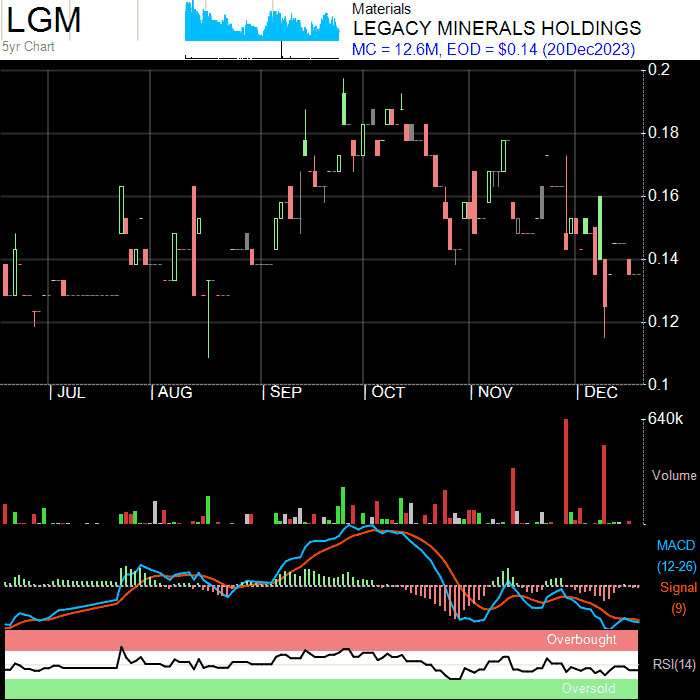 LGM
5yr Chart
Materials
LEGACY MINERALS HOLDINGS
MC = 12.6M, EOD = $0.14 (20Dec2023)
0.2
0.18
0.16
0.14
0.12
0.1
| JUL | AUG | SEP | OCT | NOV | DEC
640k
Volume
MACD
(12-26)
Signal
(9)
Overbought
RSI(14)
Oversold